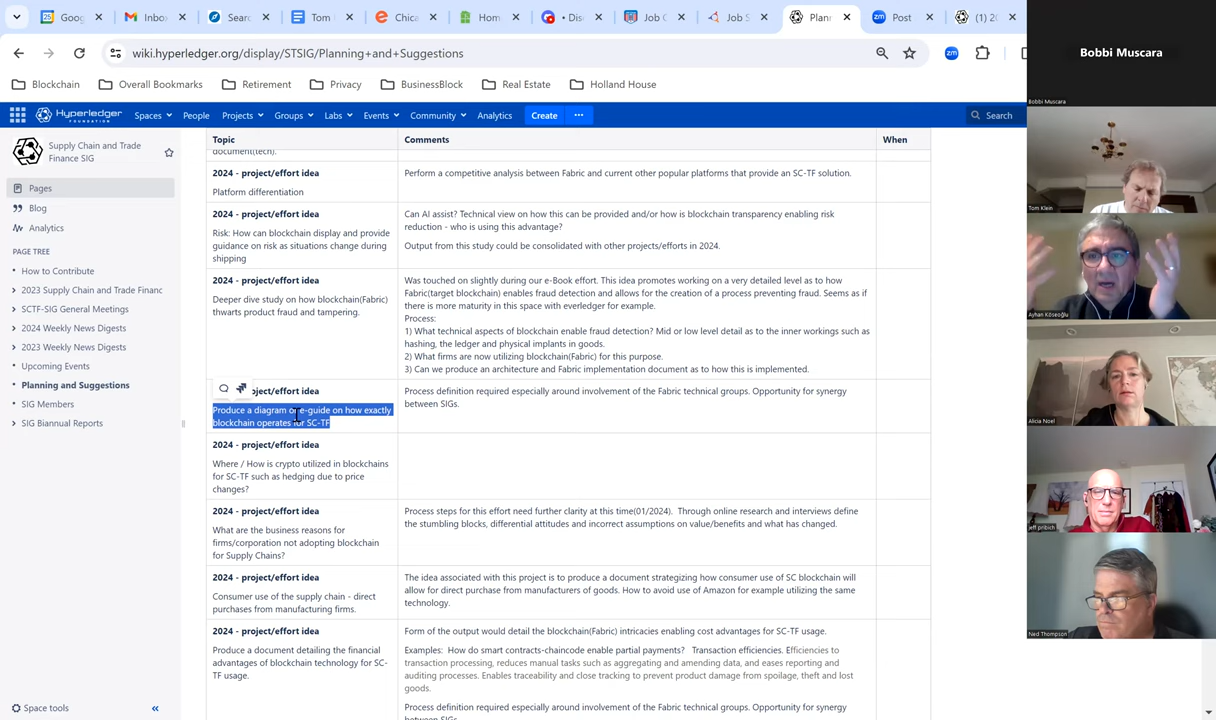 Goog
Inbo
Sear
Tom
Chica
Hom
• Dis
Job C
Job S
Plan
Post
(1) 20
wiki.hyperledger.org/display/STSIG/Planning+and+Suggestions
Blockchain
Overall Bookmarks
Retirement
Privacy
BusinessBlock
Real Estate
Holland House
HYPERLEDGER
FOUNDATION
Spaces
People
Projects
Groups
Labs
Events
Community
Analytics
Create
Search
Supply Chain and Trade
Finance SIG
Pages
Blog
Analytics
PAGE TREE
How to Contribute
2023 Supply Chain and Trade Financ
SCTF-SIG General Meetings
2024 Weekly News Digests
2023 Weekly News Digests
Upcoming Events
Planning and Suggestions
SIG Members
SIG Biannual Reports
Space tools
Topic
Comments
When
document(tech).
2024 - project/effort idea
Platform differentiation
Perform a competitive analysis between Fabric and current other popular platforms that provide an SC-TF solution.
2024 - project/effort idea
Risk: How can blockchain display and provide
guidance on risk as situations change during
shipping
Can AI assist? Technical view on how this can be provided and/or how is blockchain transparency enabling risk
reduction - who is using this advantage?
Output from this study could be consolidated with other projects/efforts in 2024.
2024 - project/effort idea
Deeper dive study on how blockchain(Fabric)
thwarts product fraud and tampering.
Was touched on slightly during our e-Book effort. This idea promotes working on a very detailed level as to how
Fabric(target blockchain) enables fraud detection and allows for the creation of a process preventing fraud. Seems as if
there is more maturity in this space with everledger for example.
Process:
1) What technical aspects of blockchain enable fraud detection? Mid or low level detail as to the inner workings such as
hashing, the ledger and physical implants in goods.
2) What firms are now utilizing blockchain(Fabric) for this purpose.
3) Can we produce an architecture and Fabric implementation document as to how this is implemented.
oject/effort idea
Produce a diagram or e-guide on how exactly
blockchain operates for SC-TF
Process definition required especially around involvement of the Fabric technical groups. Opportunity for synergy
between SIGs.
2024 - project/effort idea
Where / How is crypto utilized in blockchains
for SC-TF such as hedging due to price
changes?
2024 - project/effort idea
What are the business reasons for
firms/corporation not adopting blockchain
for Supply Chains?
Process steps for this effort need further clarity at this time(01/2024). Through online research and interviews define
the stumbling blocks, differential attitudes and incorrect assumptions on value/benefits and what has changed.
2024 - project/effort idea
Consumer use of the supply chain - direct
purchases from manufacturing firms.
The idea associated with this project is to produce a document strategizing how consumer use of SC blockchain will
allow for direct purchase from manufacturers of goods. How to avoid use of Amazon for example utilizing the same
technology.
2024 - project/effort idea
Produce a document detailing the financial
advantages of blockchain technology for SC-
TF usage.
Form of the output would detail the blockchain(Fabric) intricacies enabling cost advantages for SC-TF usage.
Examples: How do smart contracts-chaincode enable partial payments? Transaction efficiencies. Efficiencies to
transaction processing, reduces manual tasks such as aggregating and amending data, and eases reporting and
auditing processes. Enables traceability and close tracking to prevent product damage from spoilage, theft and lost
goods.
Process definition required especially around involvement of the Fabric technical groups. Opportunity for synergy
between SIGs.
Bobbi Muscara
Bobbi Muscara
Tom Klein
Ayhan Köseoğlu
Alicia Noel
jeff pribich
Ned Thompson